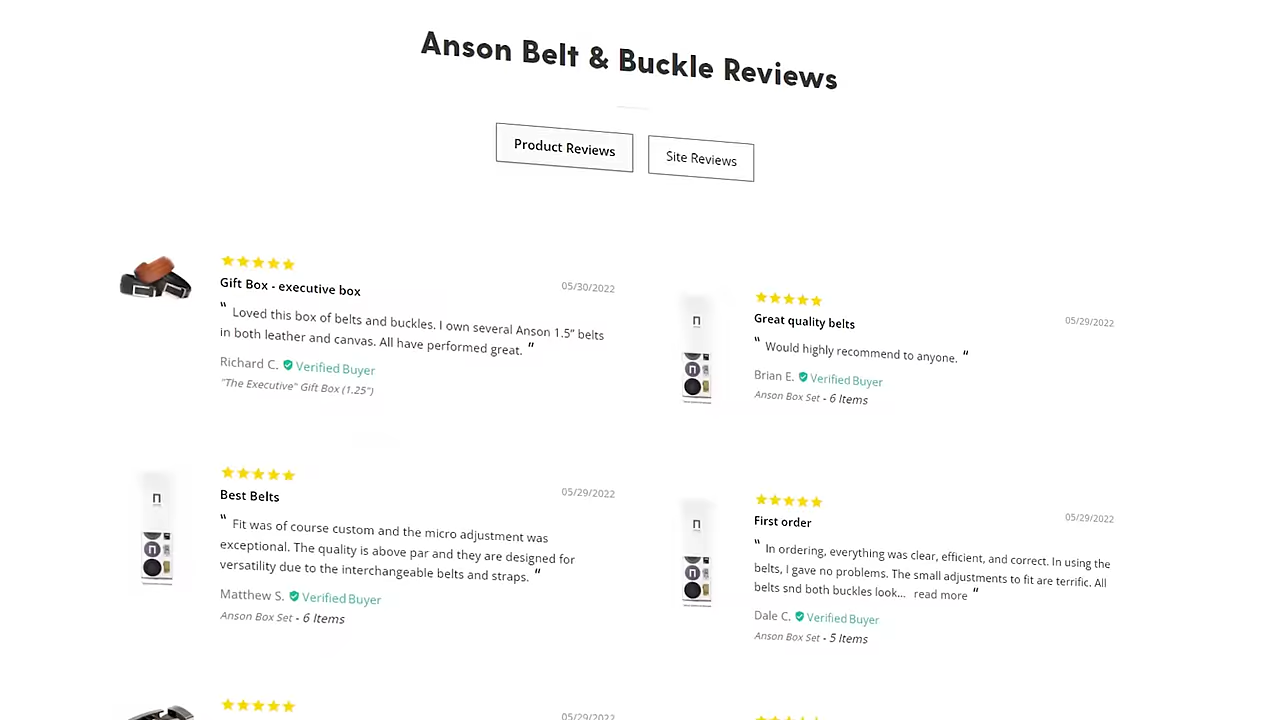 Anson Belt & Buckle Reviews
Product Reviews
Site Reviews
Gift Box - executive box
05/30/2022
“ Loved this box of belts and buckles. I own several Anson 1.5” belts
in both leather and canvas. All have performed great. ”
Richard C. Verified Buyer
"The Executive" Gift Box (1.25")
Great quality belts
05/29/2022
“ Would highly recommend to anyone. ”
Brian E. Verified Buyer
Anson Box Set - 6 Items
Best Belts
05/29/2022
“ Fit was of course custom and the micro adjustment was
exceptional. The quality is above par and they are designed for
versatility due to the interchangeable belts and straps. ”
Matthew S. Verified Buyer
Anson Box Set - 6 Items
First order
05/29/2022
“ In ordering, everything was clear, efficient, and correct. In using the
belts, I gave no problems. The small adjustments to fit are terrific. All
belts snd both buckles look... read more ”
Dale C. Verified Buyer
Anson Box Set - 5 Items
05/29/2022